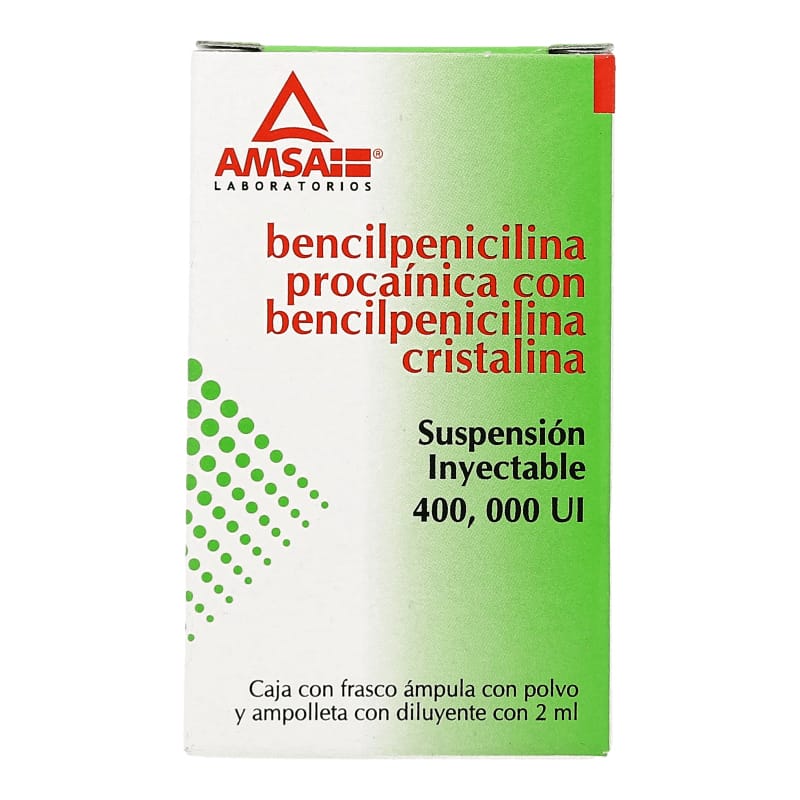 AMSA®
LABORATORIOS
bencilpenicilina
procaínica con
bencilpenicilina
cristalina
Suspensión
Inyectable
400, 000 UI
Caja con frasco ámpula con polvo
y ampolleta con diluyente con 2 ml